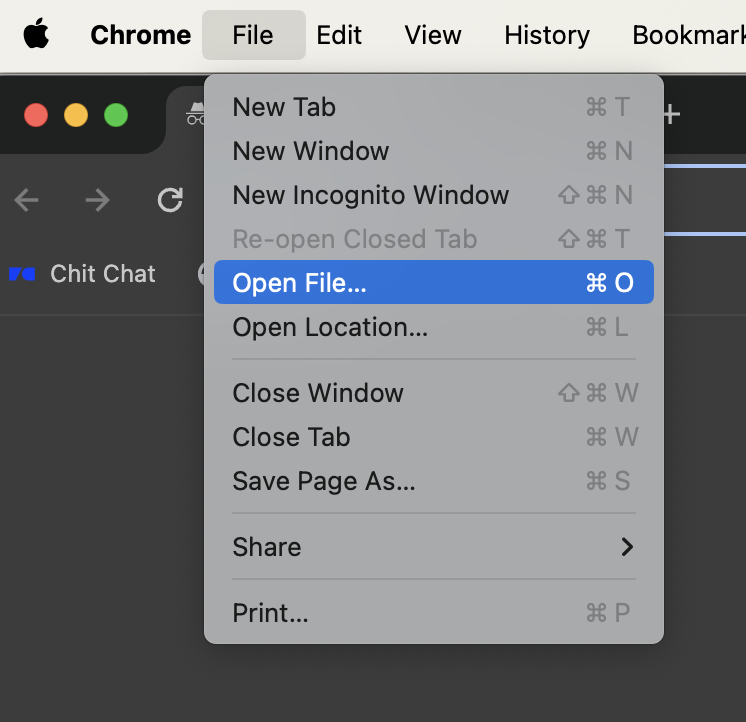 Chrome File Edit View History Bookmark
New Tab ⌘ T
New Window ⌘ N
New Incognito Window ⇧ ⌘ N
Re-open Closed Tab ⇧ ⌘ T
Chit Chat
Open File... ⌘ O
Open Location... ⌘ L
Close Window ⇧ ⌘ W
Close Tab ⌘ W
Save Page As... ⌘ S
Share
Print... ⌘ P